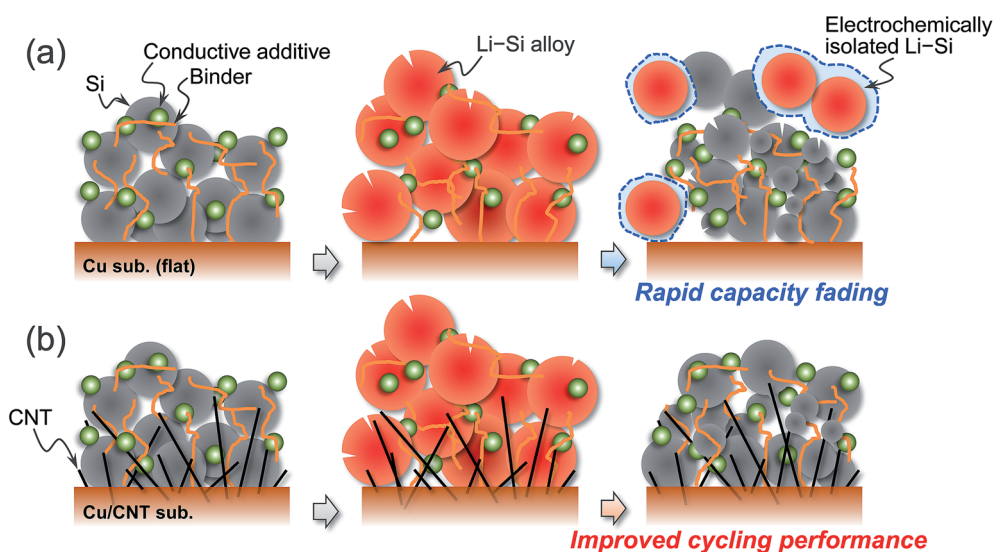 (a)
Conductive additive
Binder
Si
Li–Si alloy
Electrochemically
isolated Li–Si
Cu sub. (flat)
Rapid capacity fading
(b)
CNT
Cu/CNT sub.
Improved cycling performance